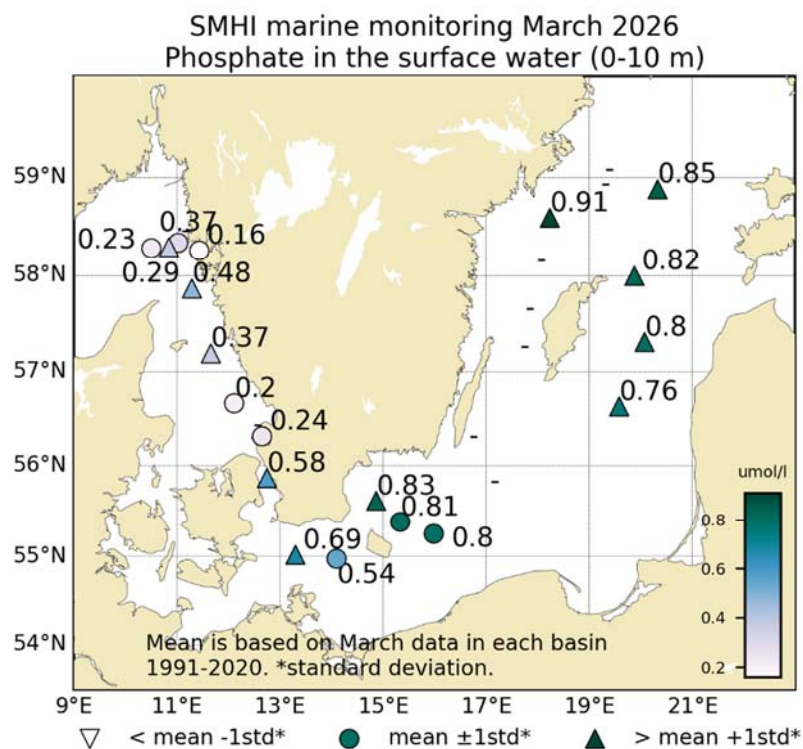 SMHI marine monitoring March 2026
Phosphate in the surface water (0-10 m)
59°N
58°N
57°N
56°N
55°N
54°N
0.85
0.91
0.37
0.23
0.16
0.82
0.29
0.48
0.8
0.37
0.76
0.2
0.24
0.58
0.83
0.81
0.8
0.69
0.54
umol/l
0.8
0.6
0.4
0.2
Mean is based on March data in each basin
1991-2020. *standard deviation.
9°E 11°E 13°E 15°E 17°E 19°E 21°E
< mean -1std* mean ±1std* > mean +1std*